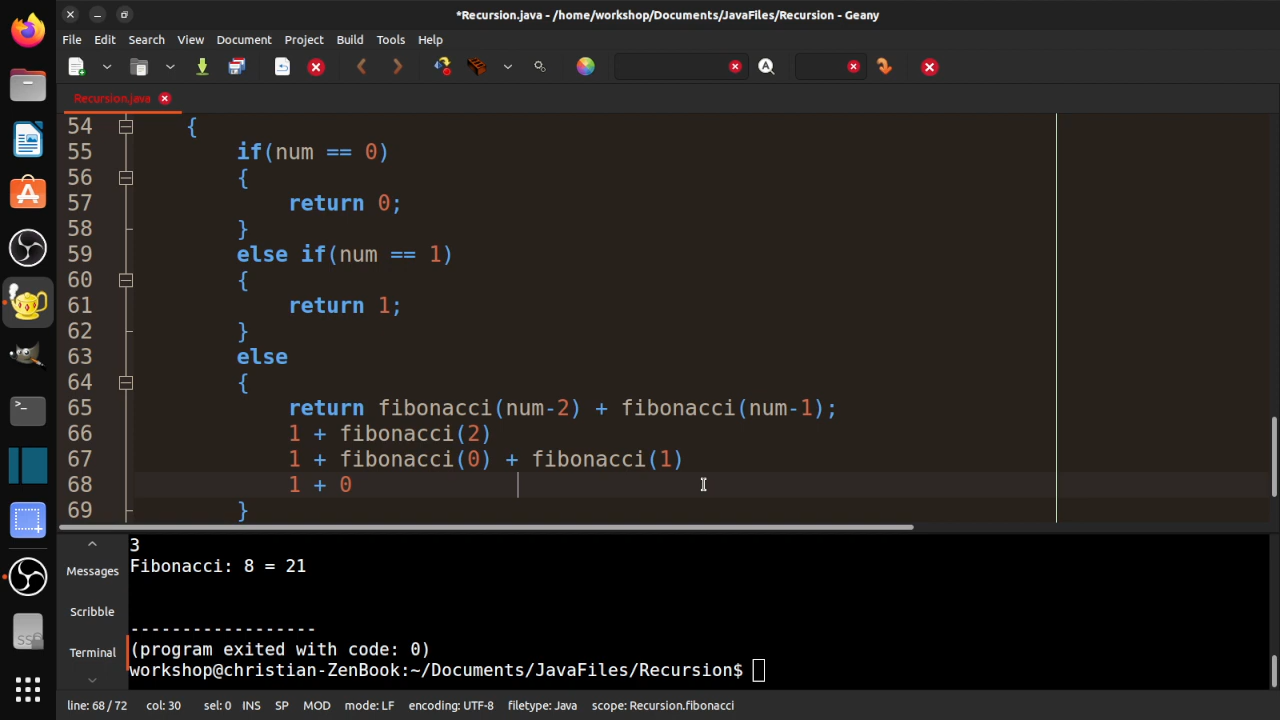 *Recursion.java - /home/workshop/Documents/JavaFiles/Recursion - Geany
File Edit Search View Document Project Build Tools Help
Recursion.java
54 {
55 if(num == 0)
56 {
57 return 0;
58 }
59 else if(num == 1)
60 {
61 return 1;
62 }
63 else
64 {
65 return fibonacci(num-2) + fibonacci(num-1);
66 1 + fibonacci(2)
67 1 + fibonacci(0) + fibonacci(1)
68 1 + 0
69 }
Messages
Scribble
Terminal
3
Fibonacci: 8 = 21
-----------------
(program exited with code: 0)
workshop@christian-ZenBook:~/Documents/JavaFiles/Recursion$
line: 68 / 72 col: 30 sel: 0 INS SP MOD mode: LF encoding: UTF-8 filetype: Java scope: Recursion.fibonacci